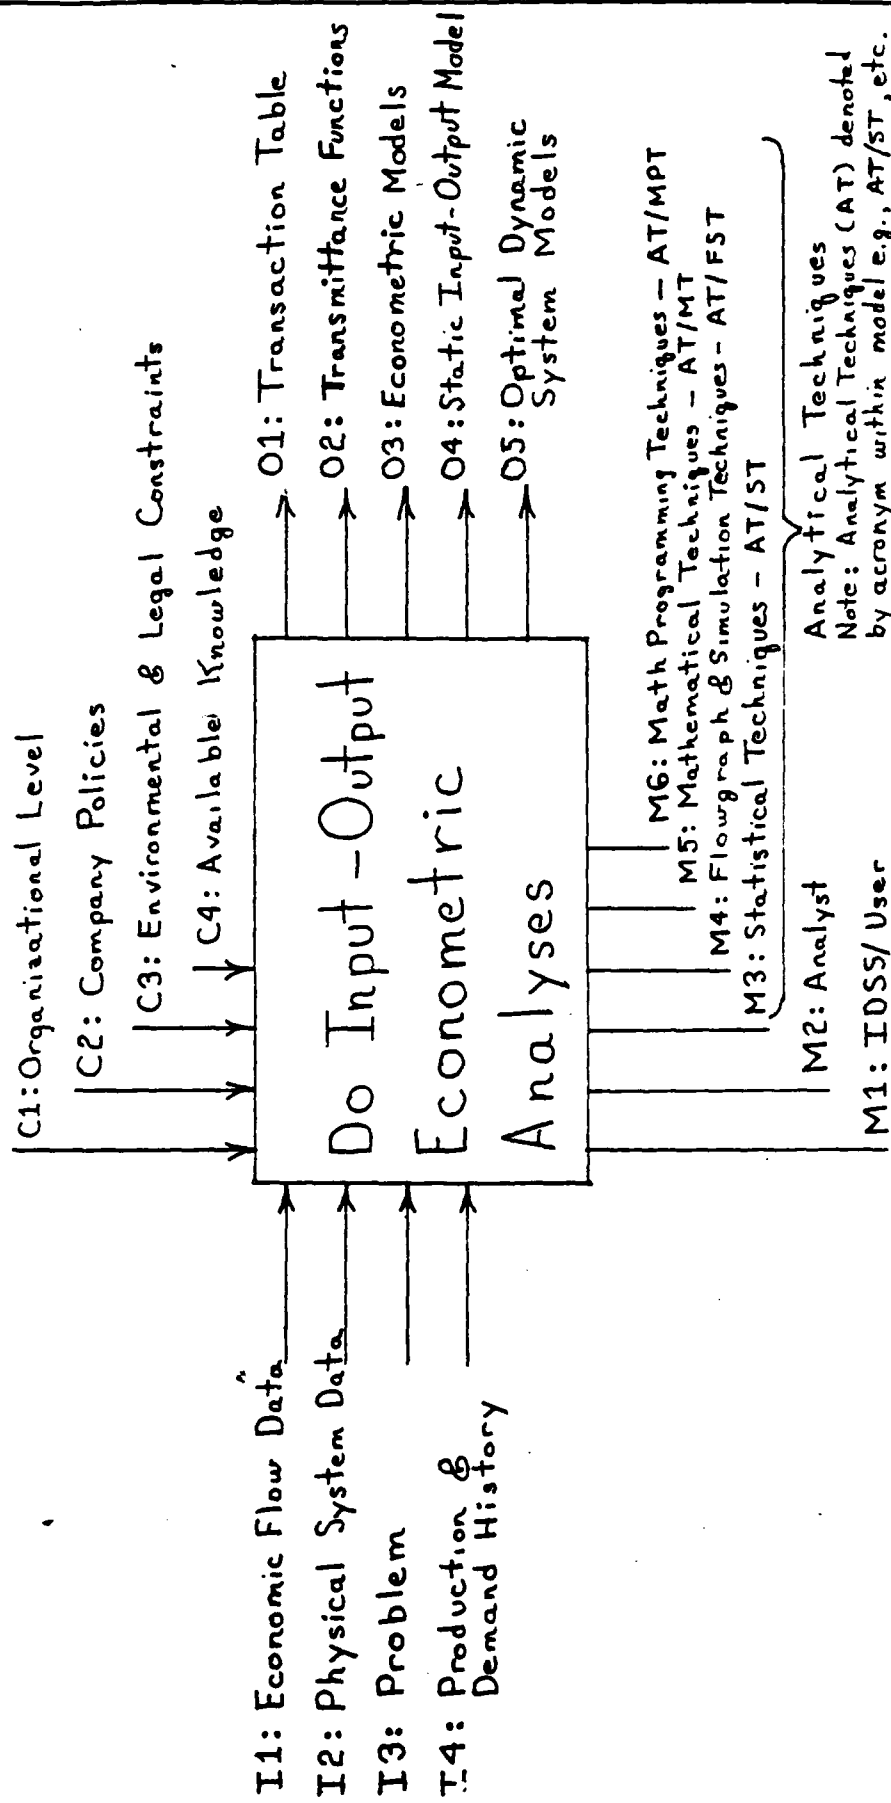 C1: Organizational Level
C2: Company Policies
C3: Environmental & Legal Constraints
C4: Available Knowledge
I1: Economic Flow Data
I2: Physical System Data
I3: Problem
I4: Production &
Demand History
Do Input-Output
Econometric
Analyses
O1: Transaction Table
O2: Transmittance Functions
O3: Econometric Models
O4: Static Input-Output Model
O5: Optimal Dynamic
System Models
M6: Math Programming Techniques - AT/MPT
M5: Mathematical Techniques - AT/MT
M4: Flowgraph & Simulation Techniques - AT/FST
M3: Statistical Techniques - AT/ST
M2: Analyst
M1: IDSS/User
Analytical Techniques
Note: Analytical Techniques (AT) denoted
by acronym within model e.g., AT/ST, etc.